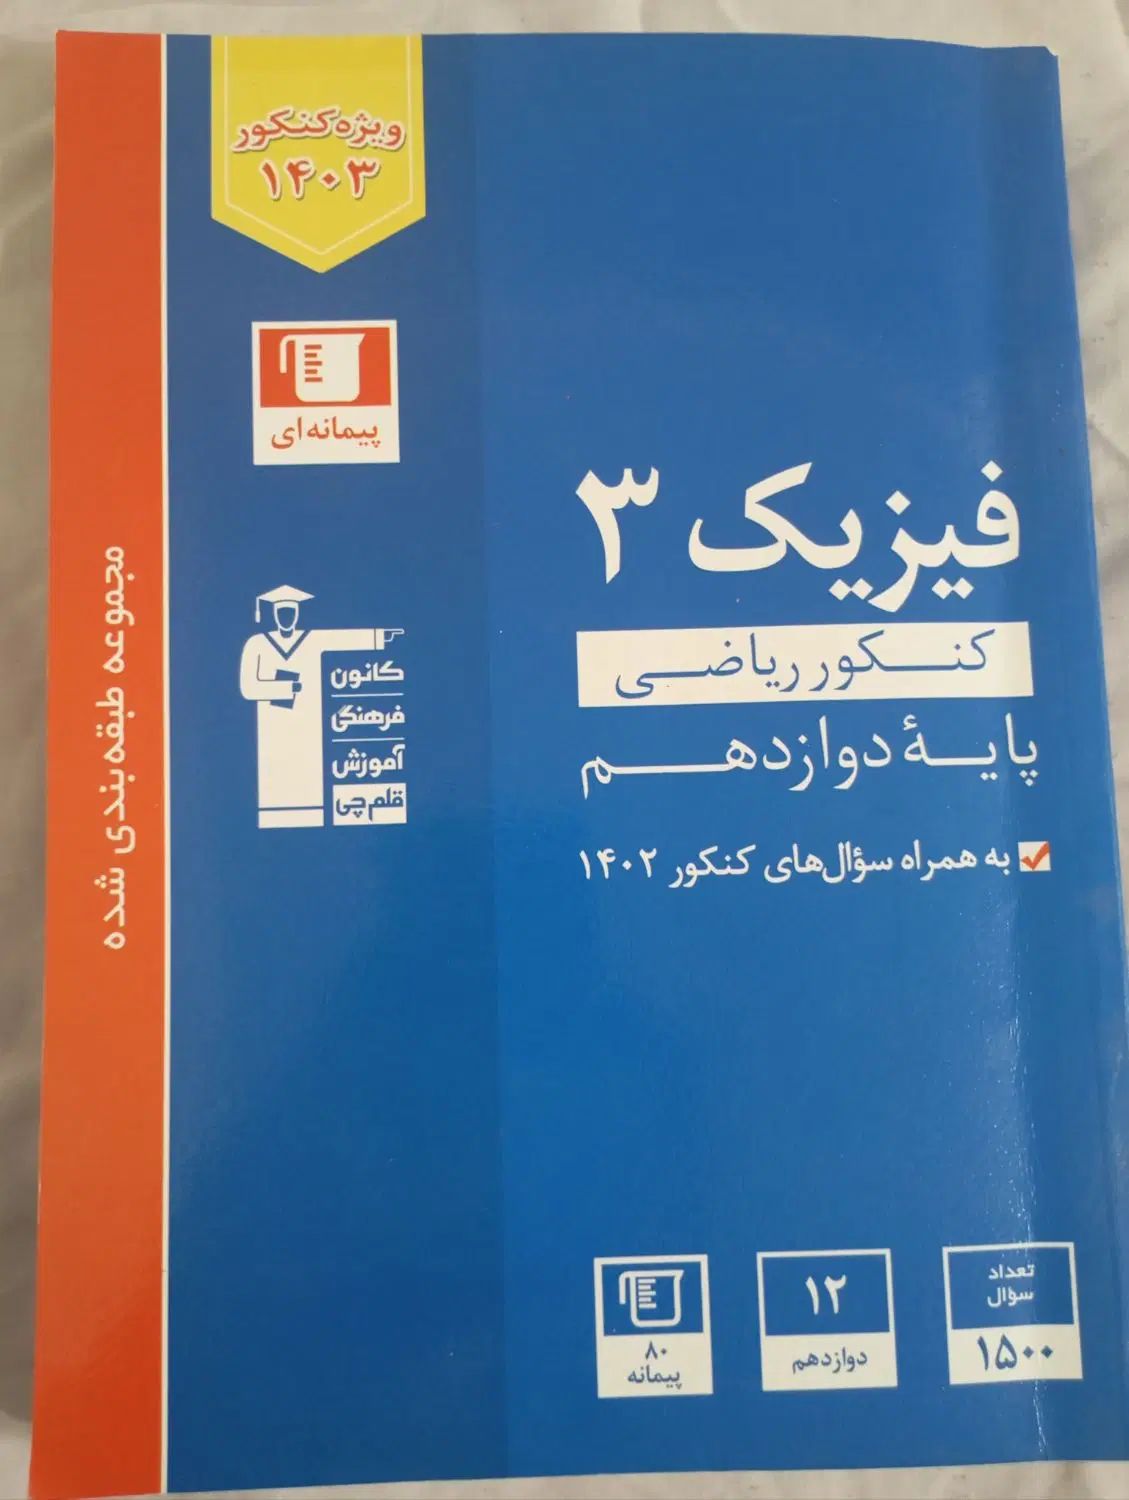 ویژه کنکور
۱۴۰۳
پیمانه‌ای
فیزیک ۳
کنکور ریاضی
پایهٔ دوازدهم
به همراه سؤال‌های کنکور ۱۴۰۲
کانون
فرهنگی
آموزش
قلم‌چی
مجموعه طبقه‌بندی شده
تعداد
سؤال
۱۵۰۰
۱۲
دوازدهم
۸۰
پیمانه